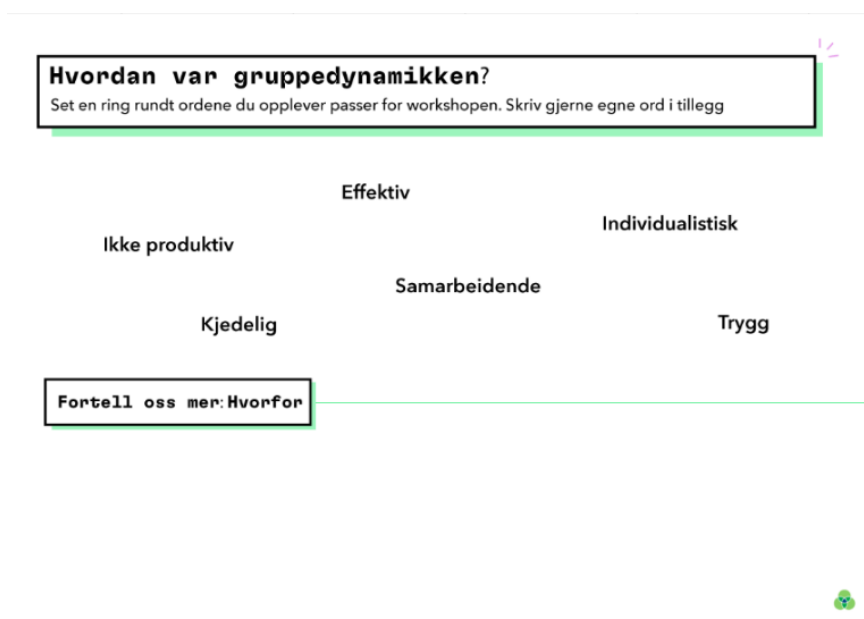 Hvordan var gruppedynamikken?
Set en ring rundt ordene du opplever passer for workshopen. Skriv gjerne egne ord i tillegg
Effektiv
Individualistisk
Ikke produktiv
Samarbeidende
Kjedelig
Trygg
Fortell oss mer: Hvorfor